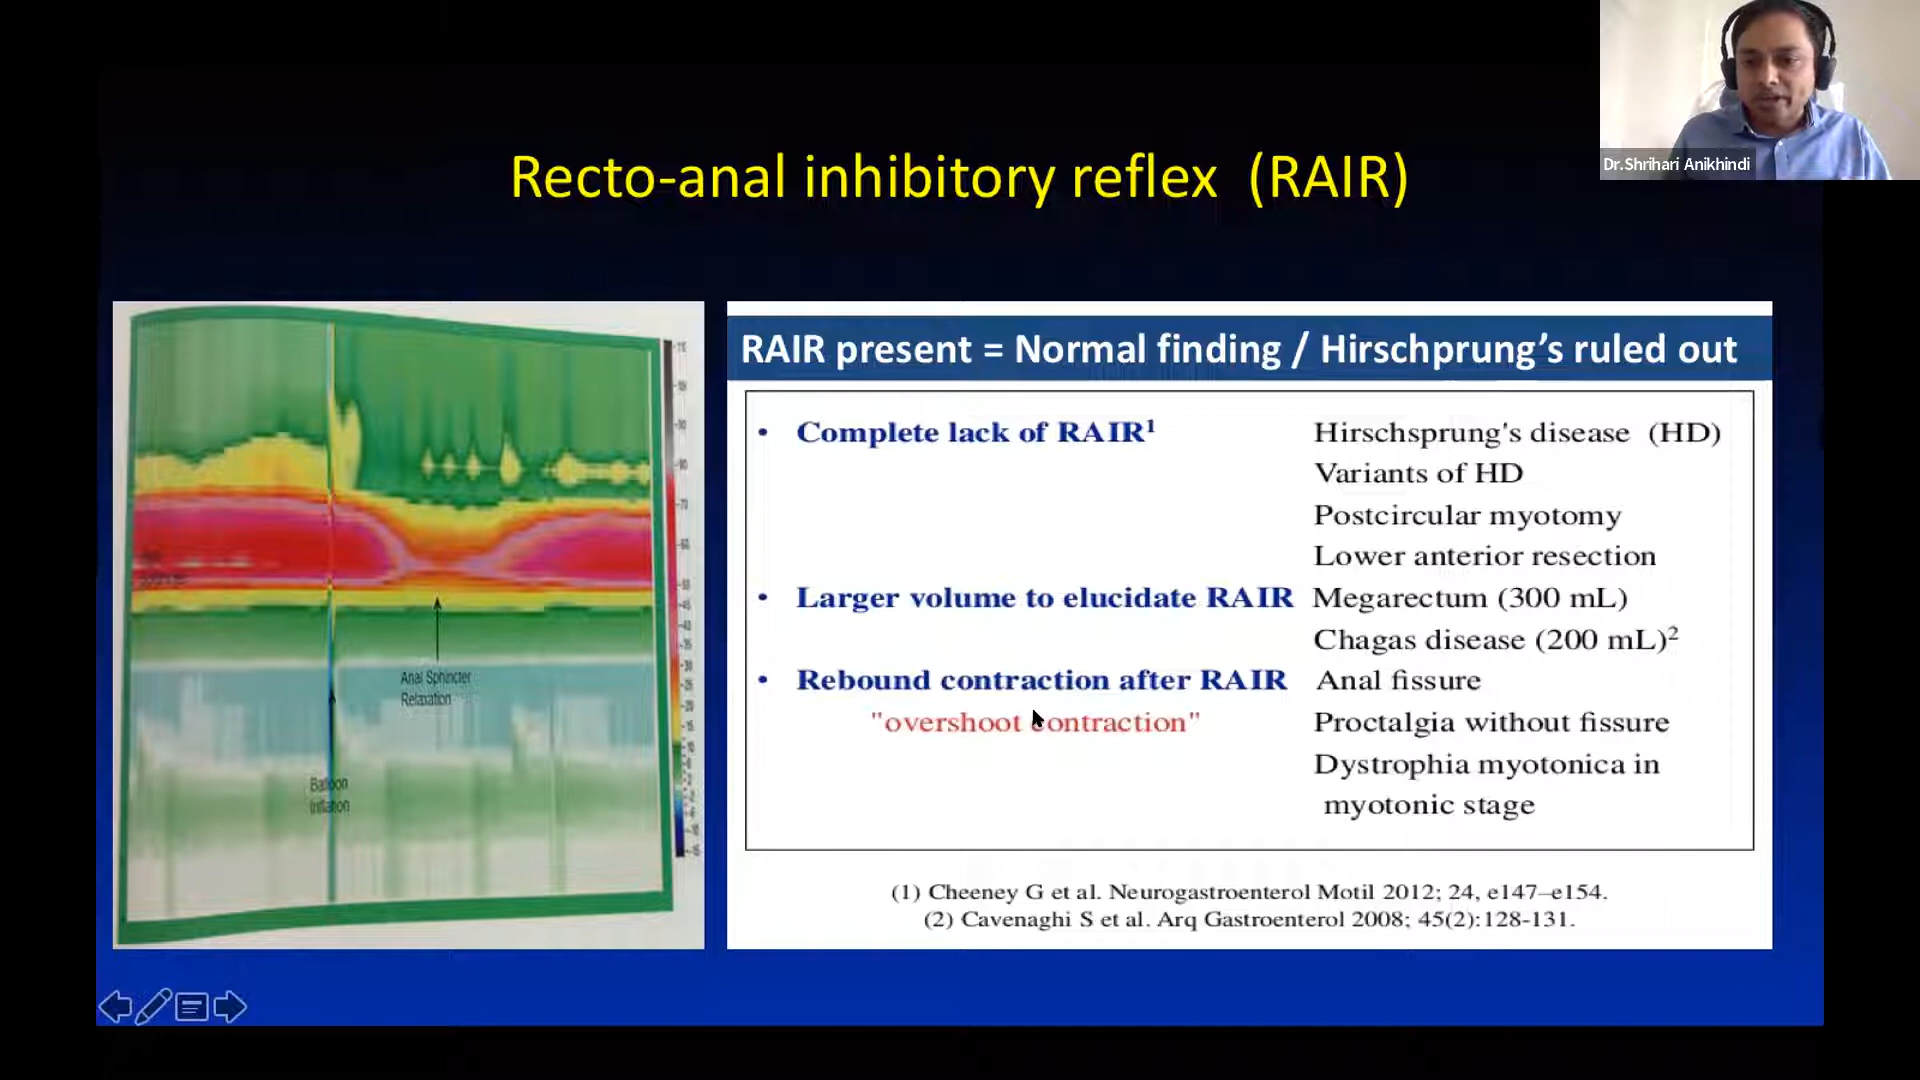 Dr.Shrihari Anikhindi
Recto-anal inhibitory reflex (RAIR)
Anal Sphincter
Relaxation
Balloon
Inflation
RAIR present = Normal finding / Hirschprung’s ruled out
• Complete lack of RAIR¹ Hirschsprung's disease (HD)
Variants of HD
Postcircular myotomy
Lower anterior resection
• Larger volume to elucidate RAIR Megarectum (300 mL)
Chagas disease (200 mL)²
• Rebound contraction after RAIR Anal fissure
"overshoot contraction" Proctalgia without fissure
Dystrophia myotonica in
myotonic stage
(1) Cheeney G et al. Neurogastroenterol Motil 2012; 24, e147–e154.
(2) Cavenaghi S et al. Arq Gastroenterol 2008; 45(2):128-131.